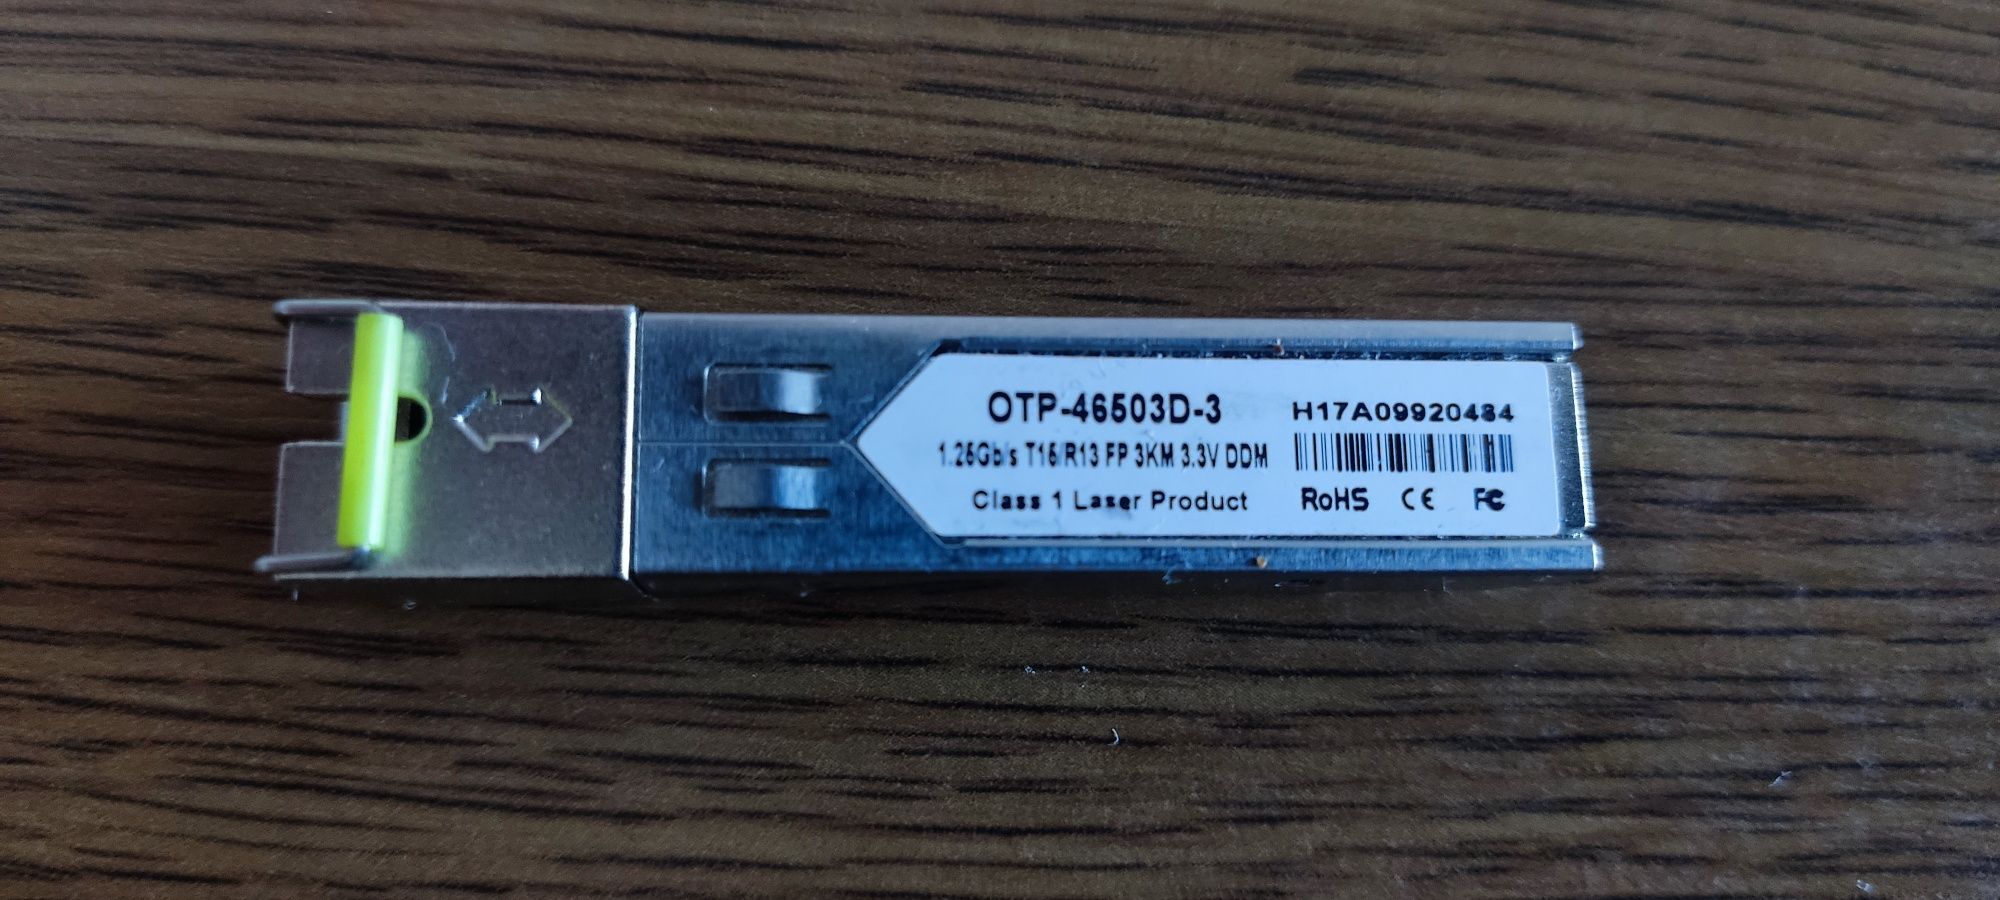 OTP-46503D-3
1.25Gb/s T15/R13 FP 3KM 3.3V DDM
Class 1 Laser Product
H17A09920484
RoHS CE FC